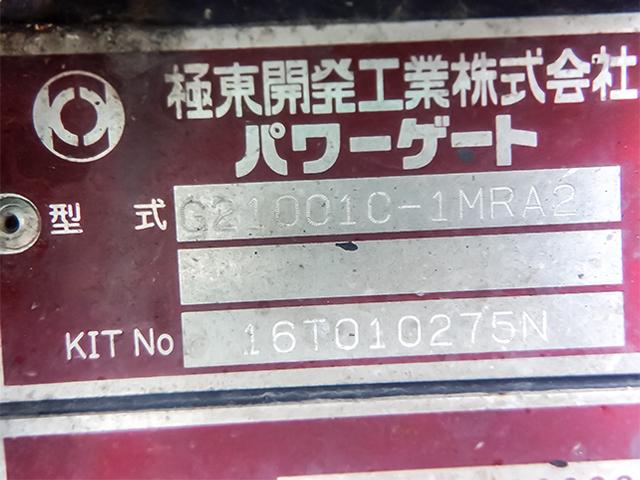 極東開発工業株式会社
パワーゲート
型 式 G21001C-1MRA2
KIT No 16T010275N